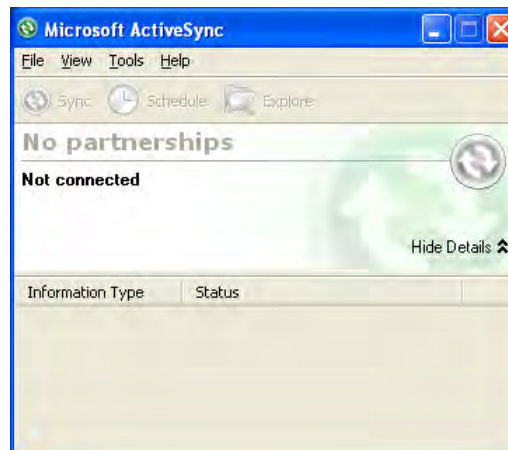 Microsoft ActiveSync
File View Tools Help
Sync Schedule Explore
No partnerships
Not connected
Hide Details
Information Type Status